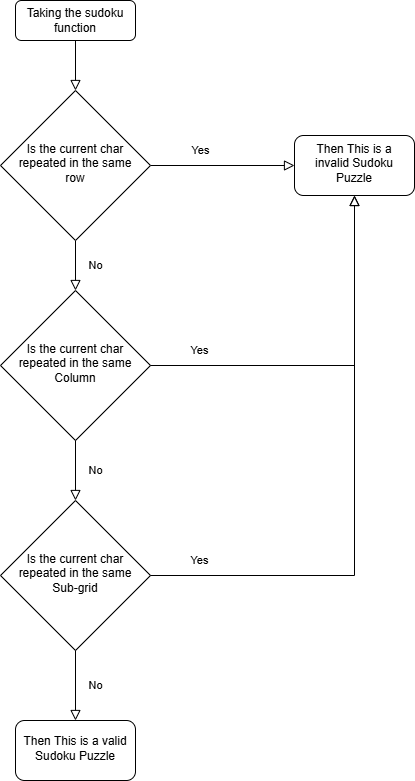 Taking the sudoku
function
Is the current char
repeated in the same
row
Yes
Then This is a
invalid Sudoku
Puzzle
No
Is the current char
repeated in the same
Column
Yes
No
Is the current char
repeated in the same
Sub-grid
Yes
No
Then This is a valid
Sudoku Puzzle